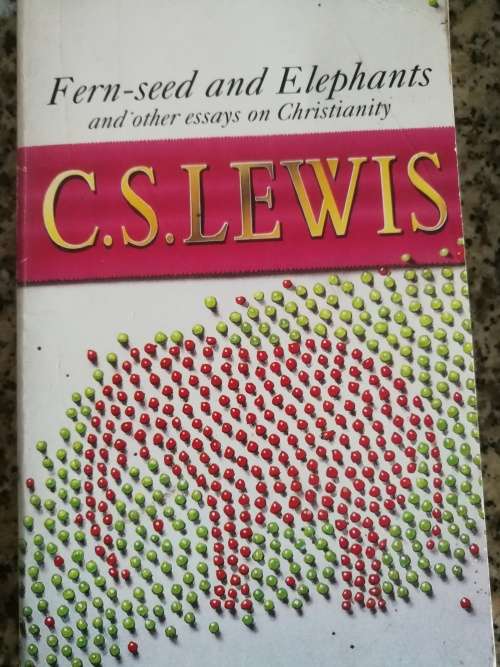 Fern-seed and Elephants
and other essays on Christianity
C.S.LEWIS